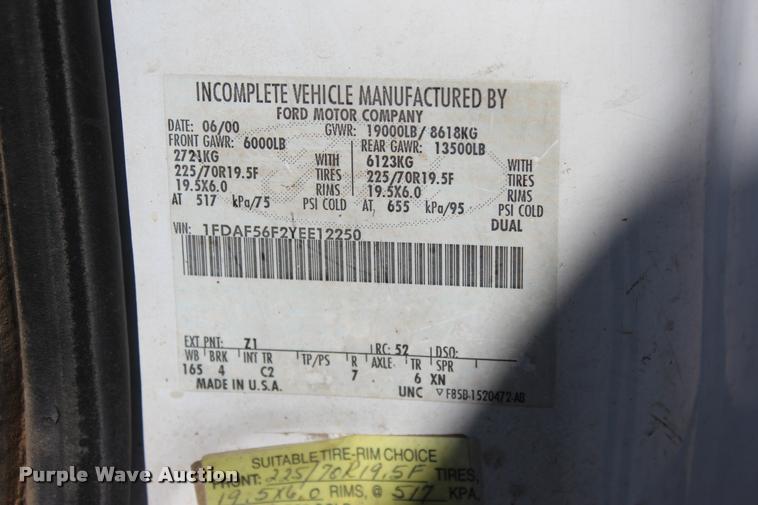 INCOMPLETE VEHICLE MANUFACTURED BY
FORD MOTOR COMPANY
DATE: 06/00 GVWR: 19000LB/ 8618KG
FRONT GAWR: 6000LB REAR GAWR: 13500LB
2721KG WITH 6123KG WITH
225/70R19.5F TIRES 225/70R19.5F TIRES
19.5X6.0 RIMS 19.5X6.0 RIMS
AT 517 kPa/75 PSI COLD AT 655 kPa/95 PSI COLD
DUAL
VIN: 1FDAF56F2YEE12250
EXT PNT: Z1 RC: 52 DSO:
WB BRK INT TR TP/PS R AXLE TR SPR
165 4 C2 7 6 XN
MADE IN U.S.A. UNC ▽ F85B-1520472-AB
SUITABLE TIRE-RIM CHOICE
FRONT: 225/70R19.5F TIRES,
19.5X6.0 RIMS, @ 517 KPA,
Purple Wave Auction